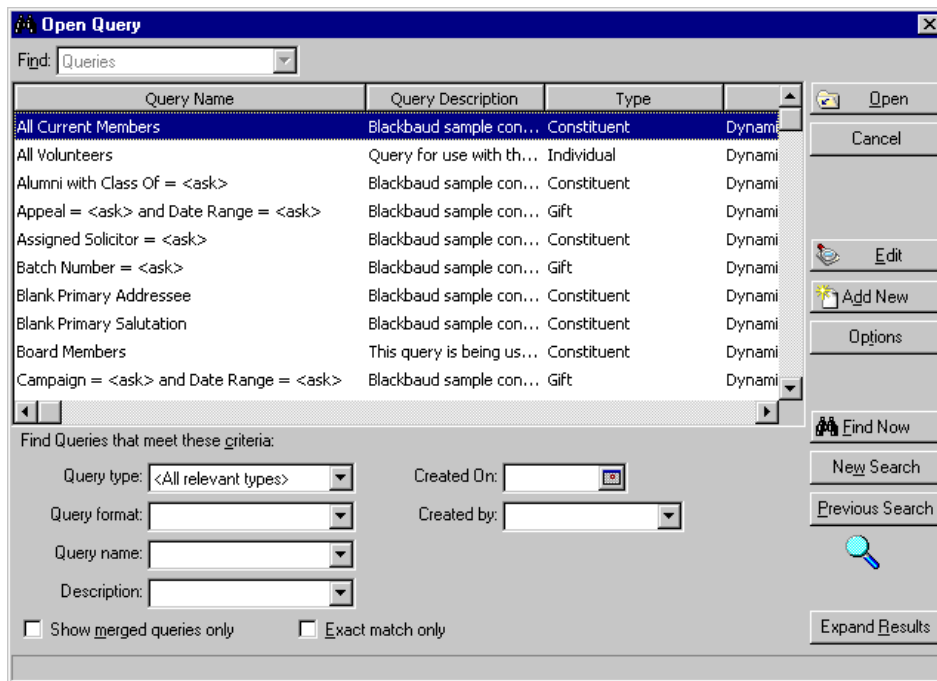 Open Query
Find: Queries
Query Name Query Description Type
All Current Members Blackbaud sample con... Constituent Dynami
All Volunteers Query for use with th... Individual Dynami
Alumni with Class Of = <ask> Blackbaud sample con... Constituent Dynami
Appeal = <ask> and Date Range = <ask> Blackbaud sample con... Gift Dynami
Assigned Solicitor = <ask> Blackbaud sample con... Constituent Dynami
Batch Number = <ask> Blackbaud sample con... Gift Dynami
Blank Primary Addressee Blackbaud sample con... Constituent Dynami
Blank Primary Salutation Blackbaud sample con... Constituent Dynami
Board Members This query is being us... Constituent Dynami
Campaign = <ask> and Date Range = <ask> Blackbaud sample con... Gift Dynami
Open
Cancel
Edit
Add New
Options
Find Now
New Search
Previous Search
Expand Results
Find Queries that meet these criteria:
Query type: <All relevant types> Created On:
Query format: Created by:
Query name:
Description:
Show merged queries only Exact match only